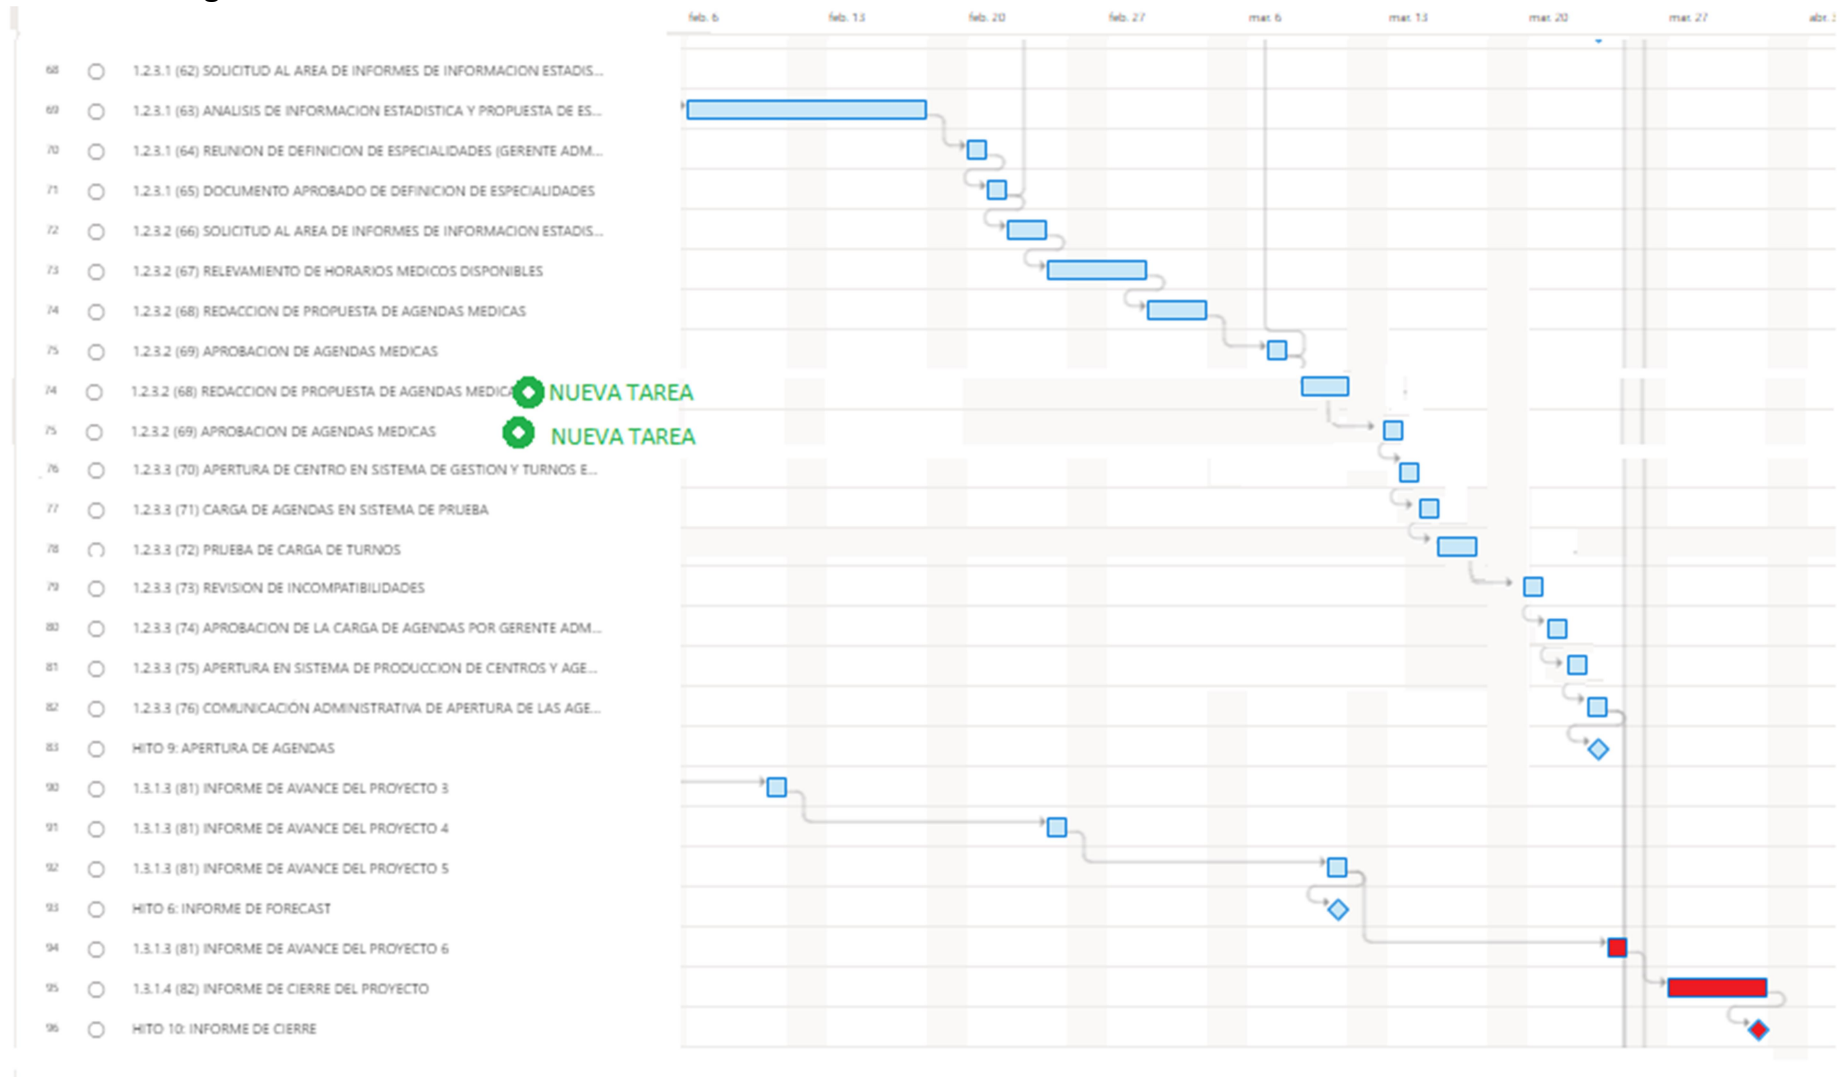 feb. 6 feb. 13 feb. 20 feb. 27 mar. 6 mar. 13 mar. 20 mar. 27 abr.
68 1.2.3.1 (62) SOLICITUD AL AREA DE INFORMES DE INFORMACION ESTADIS...
69 1.2.3.1 (63) ANALISIS DE INFORMACION ESTADISTICA Y PROPUESTA DE ES...
70 1.2.3.1 (64) REUNION DE DEFINICION DE ESPECIALIDADES (GERENTE ADM...
71 1.2.3.1 (65) DOCUMENTO APROBADO DE DEFINICION DE ESPECIALIDADES
72 1.2.3.2 (66) SOLICITUD AL AREA DE INFORMES DE INFORMACION ESTADIS...
73 1.2.3.2 (67) RELEVAMIENTO DE HORARIOS MEDICOS DISPONIBLES
74 1.2.3.2 (68) REDACCION DE PROPUESTA DE AGENDAS MEDICAS
75 1.2.3.2 (69) APROBACION DE AGENDAS MEDICAS
74 1.2.3.2 (68) REDACCION DE PROPUESTA DE AGENDAS MEDICA NUEVA TAREA
75 1.2.3.2 (69) APROBACION DE AGENDAS MEDICAS NUEVA TAREA
76 1.2.3.3 (70) APERTURA DE CENTRO EN SISTEMA DE GESTION Y TURNOS E...
77 1.2.3.3 (71) CARGA DE AGENDAS EN SISTEMA DE PRUEBA
78 1.2.3.3 (72) PRUEBA DE CARGA DE TURNOS
79 1.2.3.3 (73) REVISION DE INCOMPATIBILIDADES
80 1.2.3.3 (74) APROBACION DE LA CARGA DE AGENDAS POR GERENTE ADM...
81 1.2.3.3 (75) APERTURA EN SISTEMA DE PRODUCCION DE CENTROS Y AGE...
82 1.2.3.3 (76) COMUNICACIÓN ADMINISTRATIVA DE APERTURA DE LAS AGE...
83 HITO 9: APERTURA DE AGENDAS
90 1.3.1.3 (81) INFORME DE AVANCE DEL PROYECTO 3
91 1.3.1.3 (81) INFORME DE AVANCE DEL PROYECTO 4
92 1.3.1.3 (81) INFORME DE AVANCE DEL PROYECTO 5
93 HITO 6: INFORME DE FORECAST
94 1.3.1.3 (81) INFORME DE AVANCE DEL PROYECTO 6
95 1.3.1.4 (82) INFORME DE CIERRE DEL PROYECTO
96 HITO 10: INFORME DE CIERRE